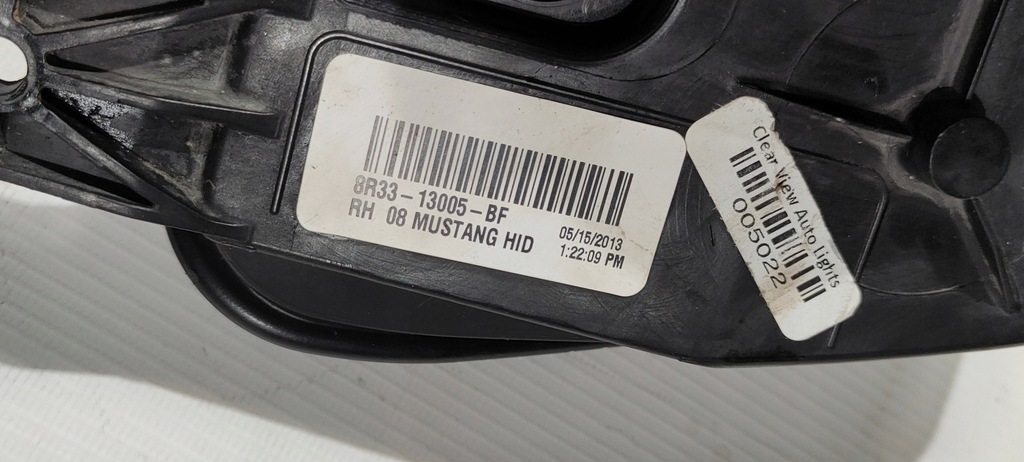 8R33-13005-BF
RH 08 MUSTANG HID
05/15/2013
1:22:09 PM
Clear View Auto Lights
005022